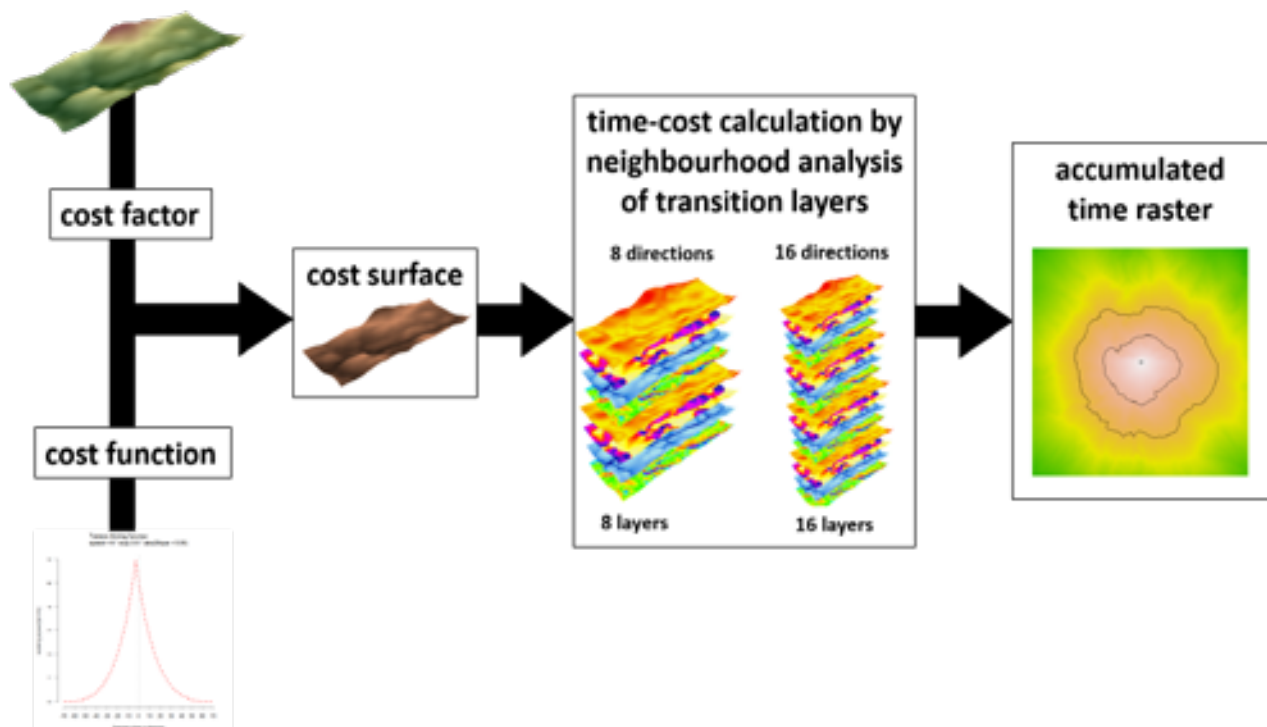 cost factor
cost function
cost surface
time-cost calculation by
neighbourhood analysis
of transition layers
8 directions
16 directions
8 layers
16 layers
accumulated
time raster